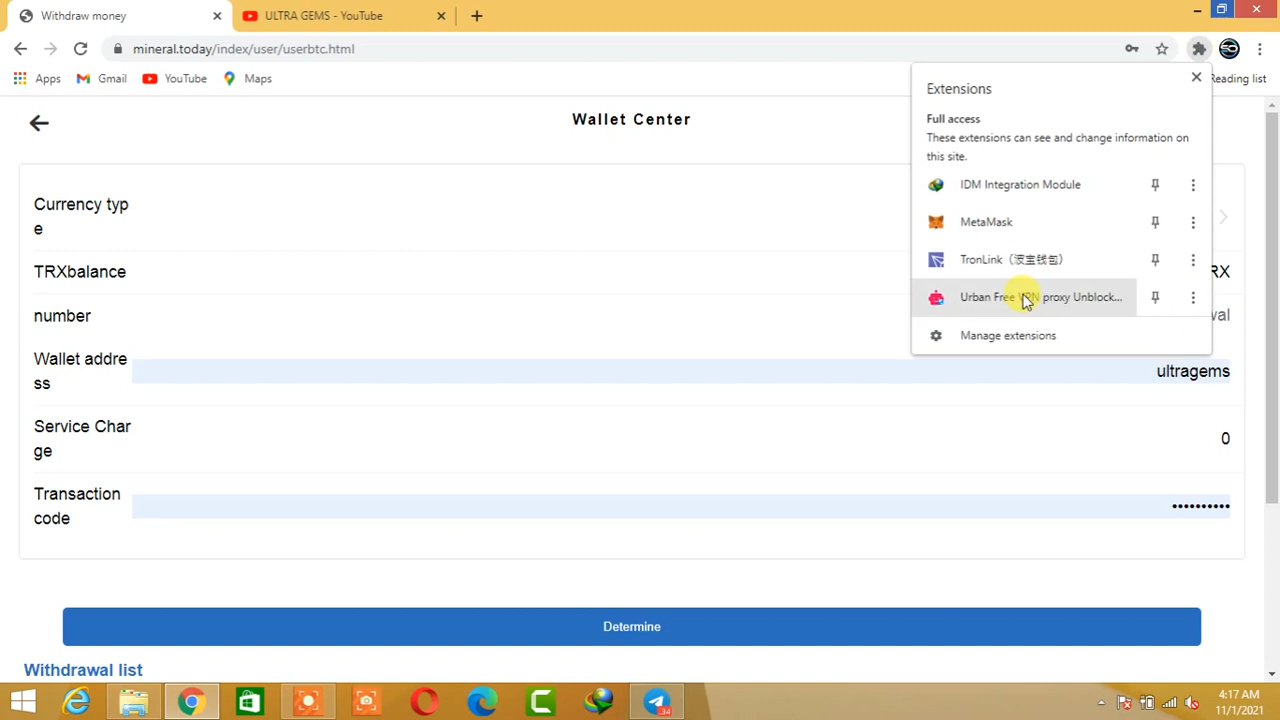 Withdraw money
ULTRA GEMS - YouTube
mineral.today/index/user/userbtc.html
Apps
Gmail
YouTube
Maps
Reading list
Extensions
Full access
These extensions can see and change information on
this site.
IDM Integration Module
MetaMask
TronLink（波宝钱包）
Urban Free VPN proxy Unblock...
Manage extensions
Wallet Center
Currency typ
e
TRXbalance
RX
number
wal
Wallet addre
ss
ultragems
Service Char
ge
0
Transaction
code
••••••••••
Determine
Withdrawal list
34
4:17 AM
11/1/2021